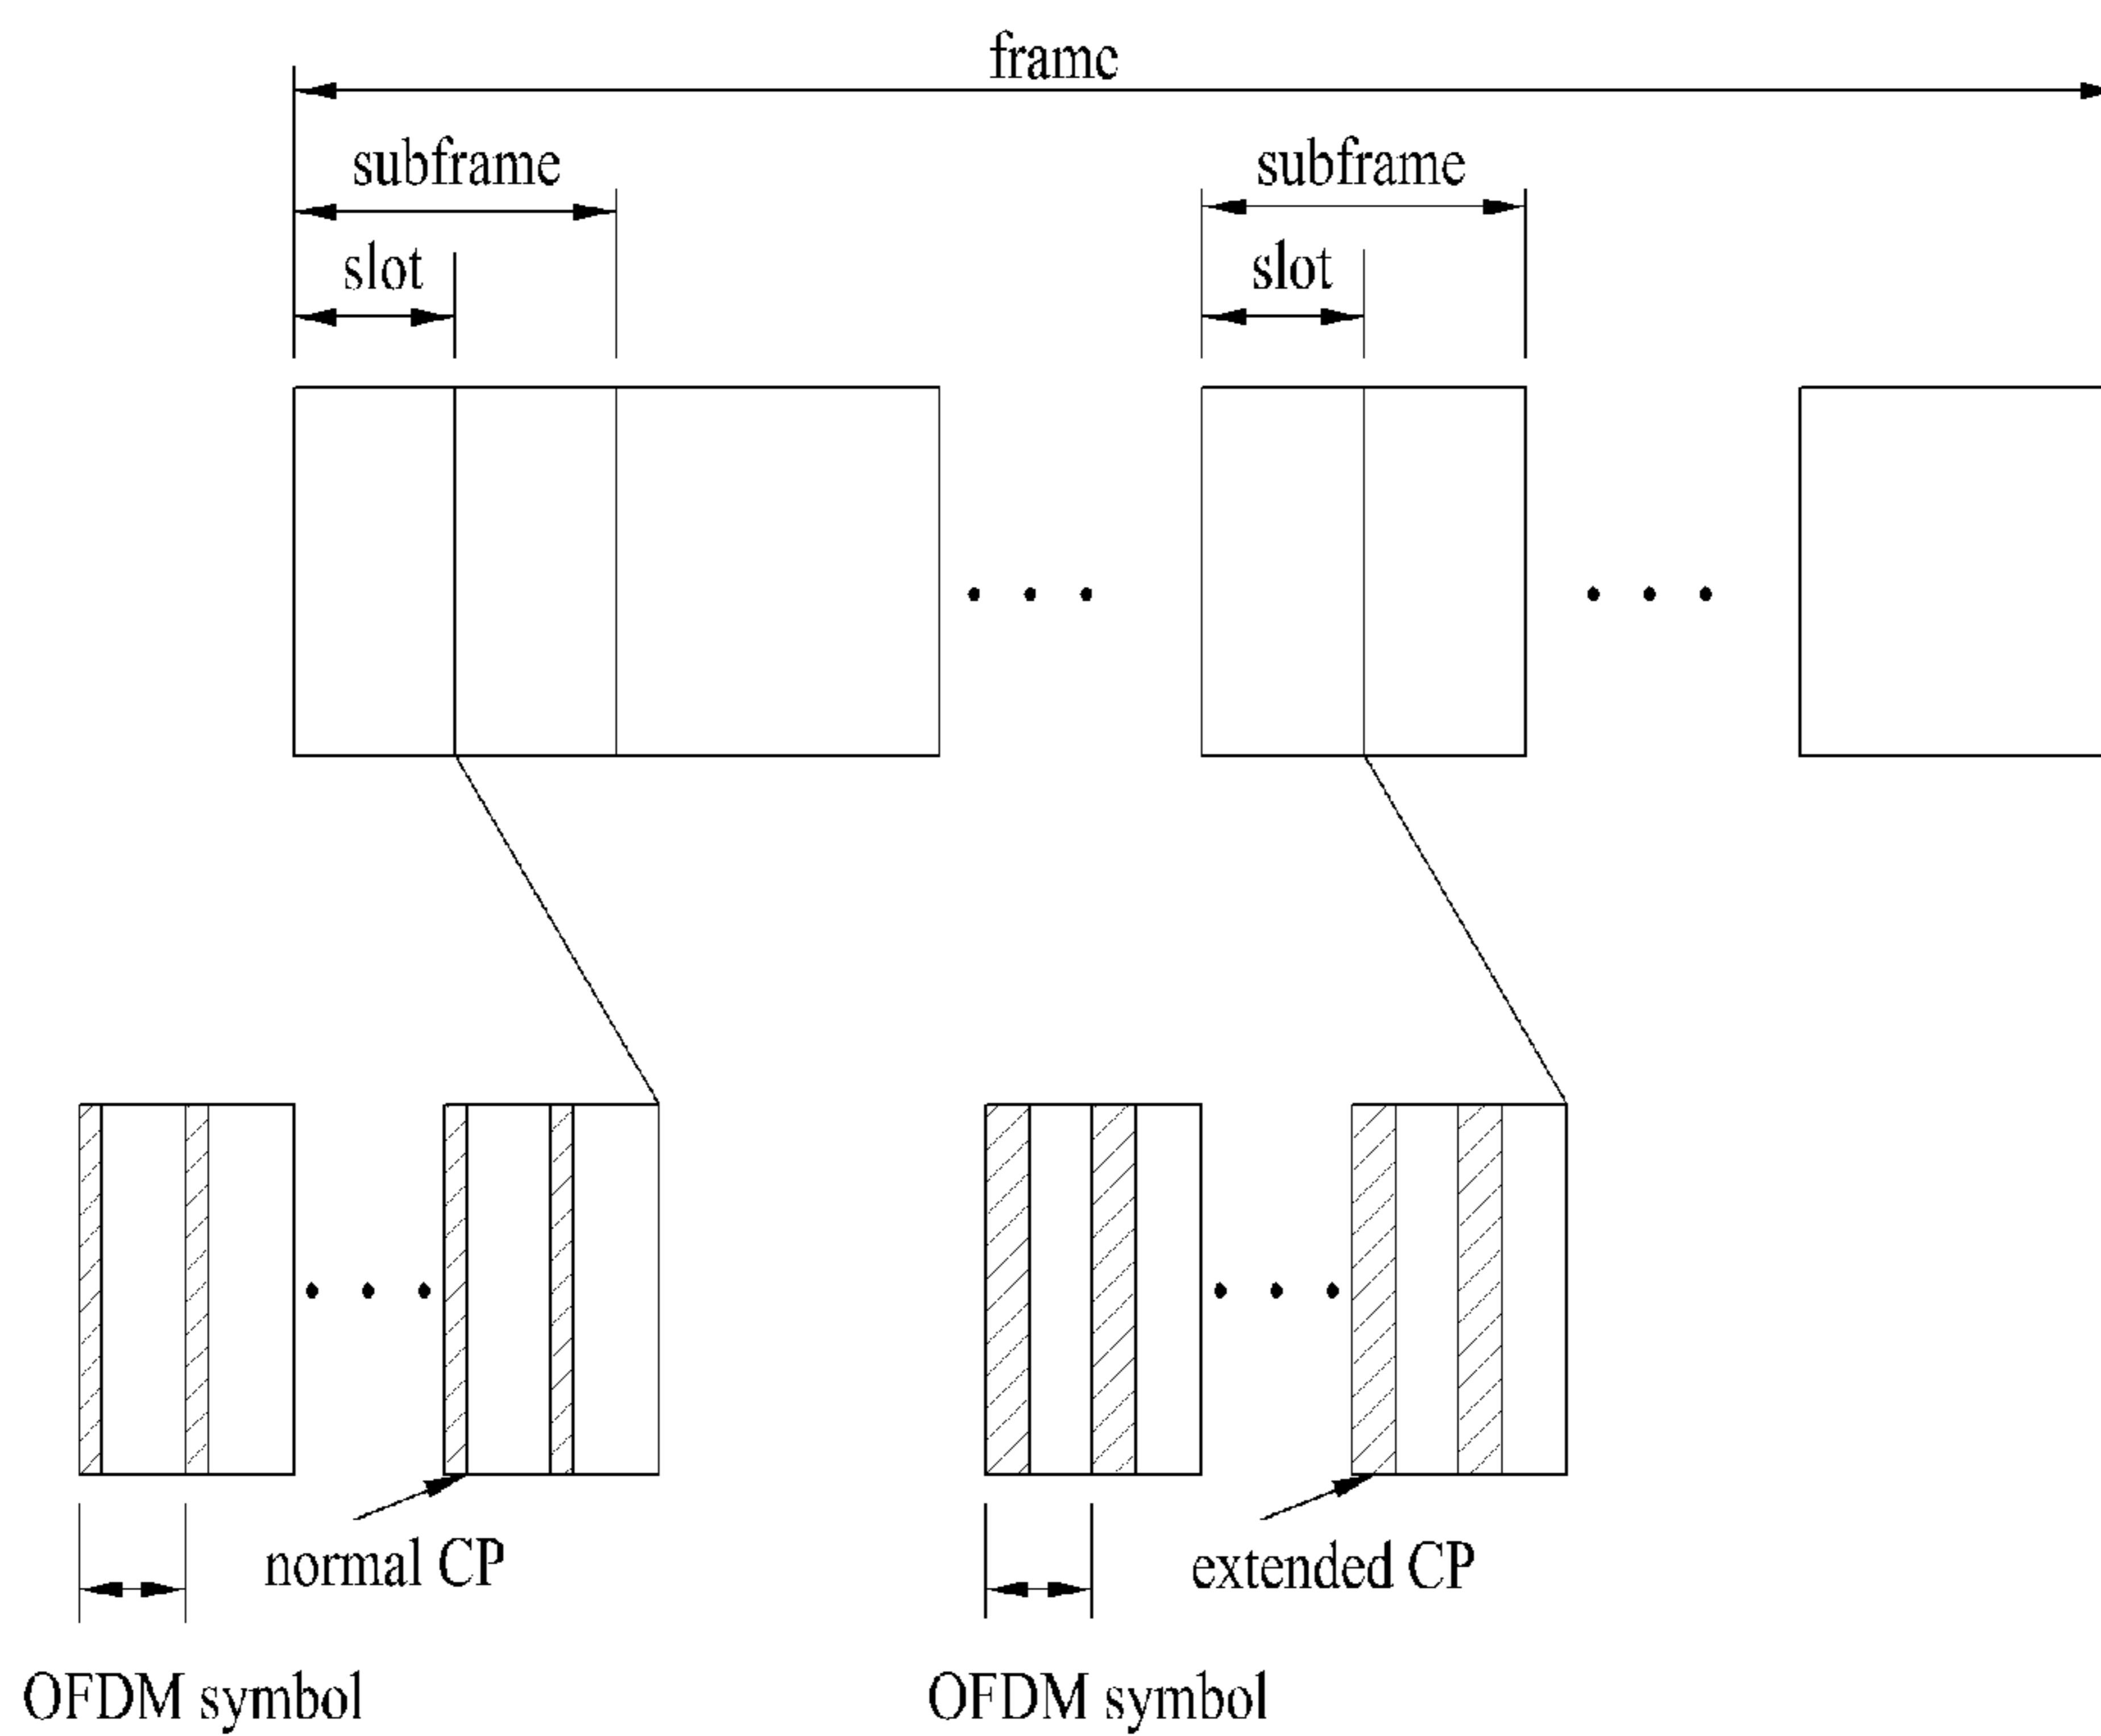 frame
subframe
subframe
slot
slot
normal CP
extended CP
OFDM symbol
OFDM symbol